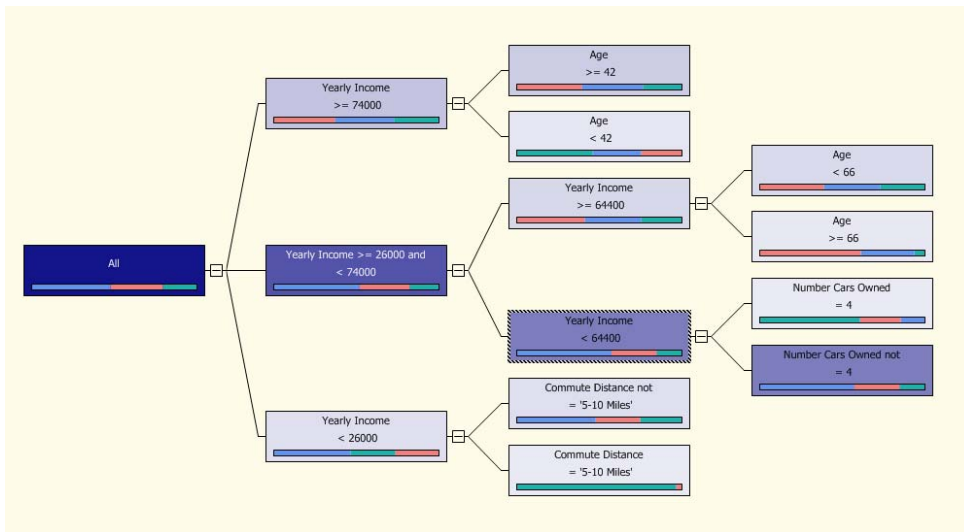 All
Yearly Income
>= 74000
Yearly Income >= 26000 and
< 74000
Yearly Income
< 26000
Age
>= 42
Age
< 42
Yearly Income
>= 64400
Yearly Income
< 64400
Commute Distance not
= '5-10 Miles'
Commute Distance
= '5-10 Miles'
Age
< 66
Age
>= 66
Number Cars Owned
= 4
Number Cars Owned not
= 4